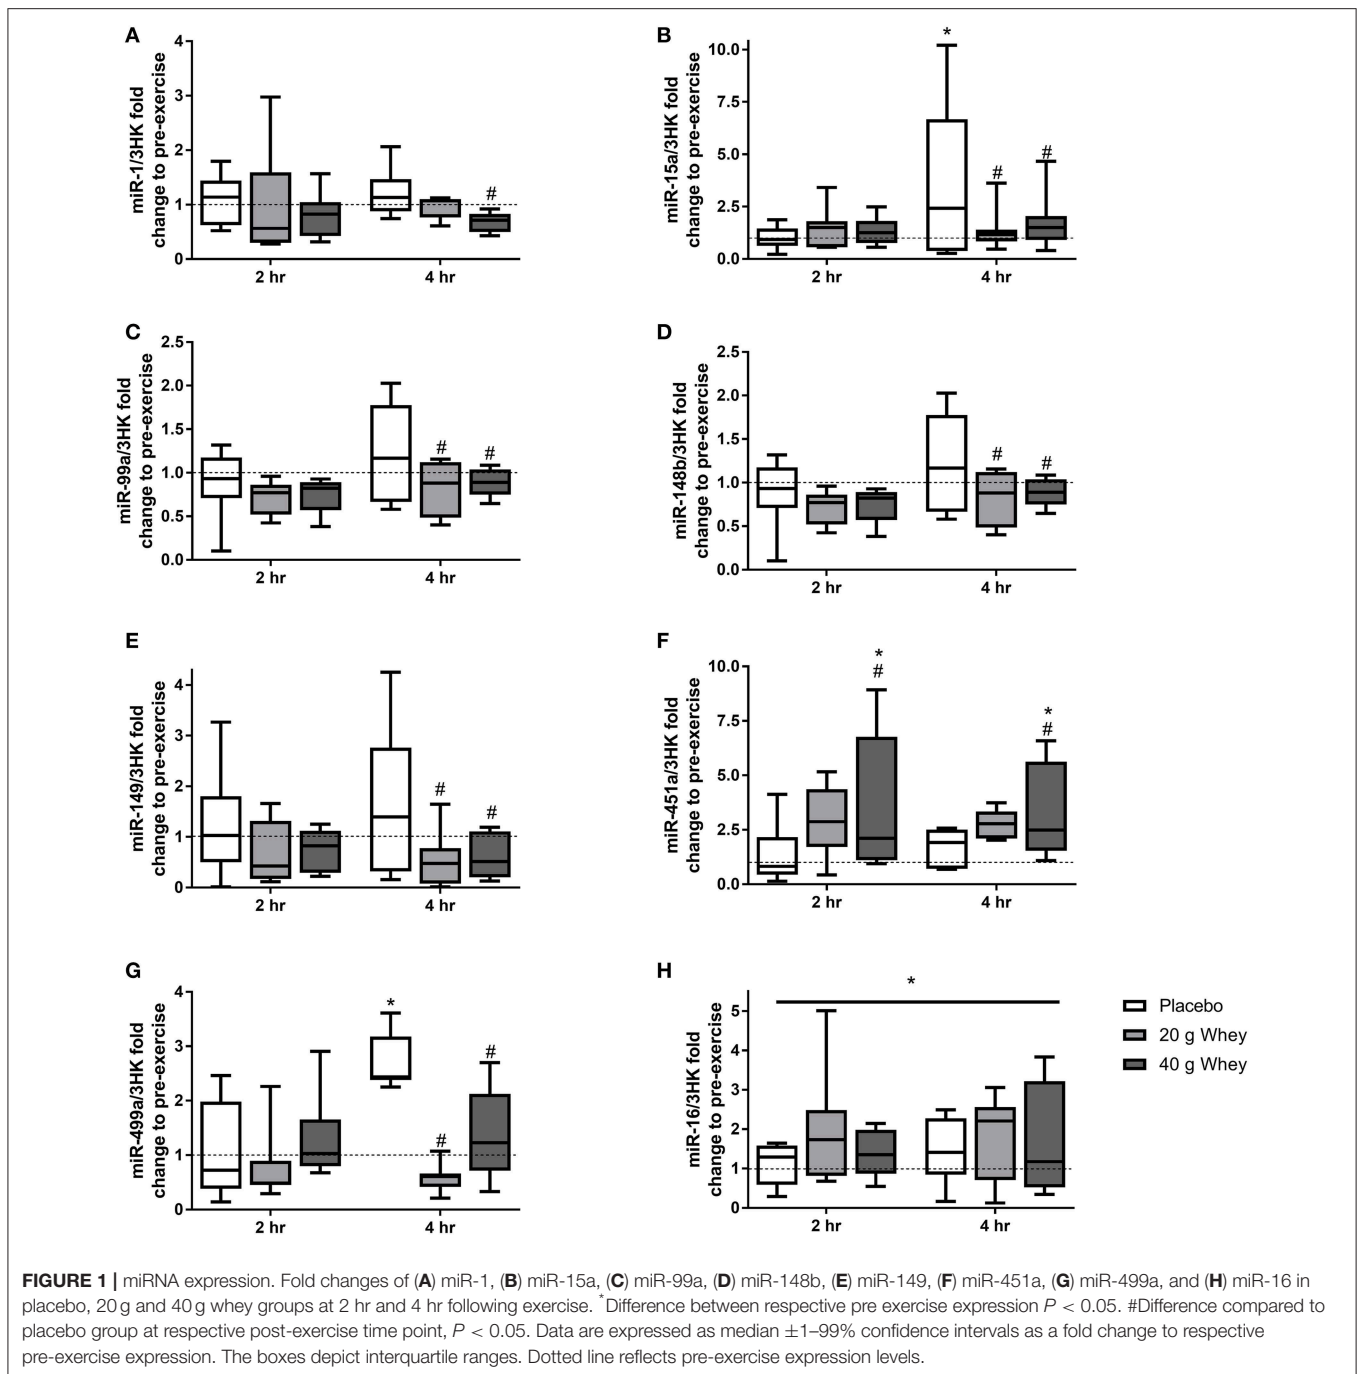 A
miR-1/3HK fold
change to pre-exercise
4
3
2
1
0
#
2 hr
4 hr
B
miR-15a/3HK fold
change to pre-exercise
10.0
7.5
5.0
2.5
0.0
*
#
#
2 hr
4 hr
C
miR-99a/3HK fold
change to pre-exercise
2.5
2.0
1.5
1.0
0.5
0.0
#
#
2 hr
4 hr
D
miR-148b/3HK fold
change to pre-exercise
2.5
2.0
1.5
1.0
0.5
0.0
#
#
2 hr
4 hr
E
miR-149/3HK fold
change to pre-exercise
4
3
2
1
0
#
#
2 hr
4 hr
F
miR-451a/3HK fold
change to pre-exercise
10.0
7.5
5.0
2.5
0.0
*
#
*
#
2 hr
4 hr
G
miR-499a/3HK fold
change to pre-exercise
4
3
2
1
0
*
#
#
2 hr
4 hr
H
miR-16/3HK fold
change to pre-exercise
5
4
3
2
1
0
*
2 hr
4 hr
Placebo
20 g Whey
40 g Whey
FIGURE 1 | miRNA expression. Fold changes of (A) miR-1, (B) miR-15a, (C) miR-99a, (D) miR-148b, (E) miR-149, (F) miR-451a, (G) miR-499a, and (H) miR-16 in
placebo, 20 g and 40 g whey groups at 2 hr and 4 hr following exercise. *Difference between respective pre exercise expression P < 0.05. #Difference compared to
placebo group at respective post-exercise time point, P < 0.05. Data are expressed as median ±1–99% confidence intervals as a fold change to respective
pre-exercise expression. The boxes depict interquartile ranges. Dotted line reflects pre-exercise expression levels.